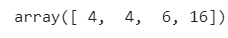 array([ 4,  4,  6, 16])